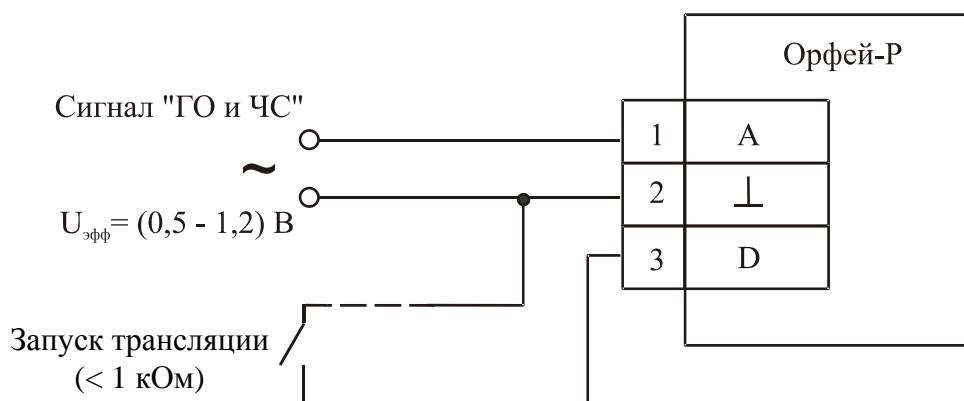 Орфей-Р
Сигнал "ГО и ЧС"
1 A
~
2 ⊥
Uэфф= (0,5 - 1,2) В
3 D
Запуск трансляции
(< 1 кОм)